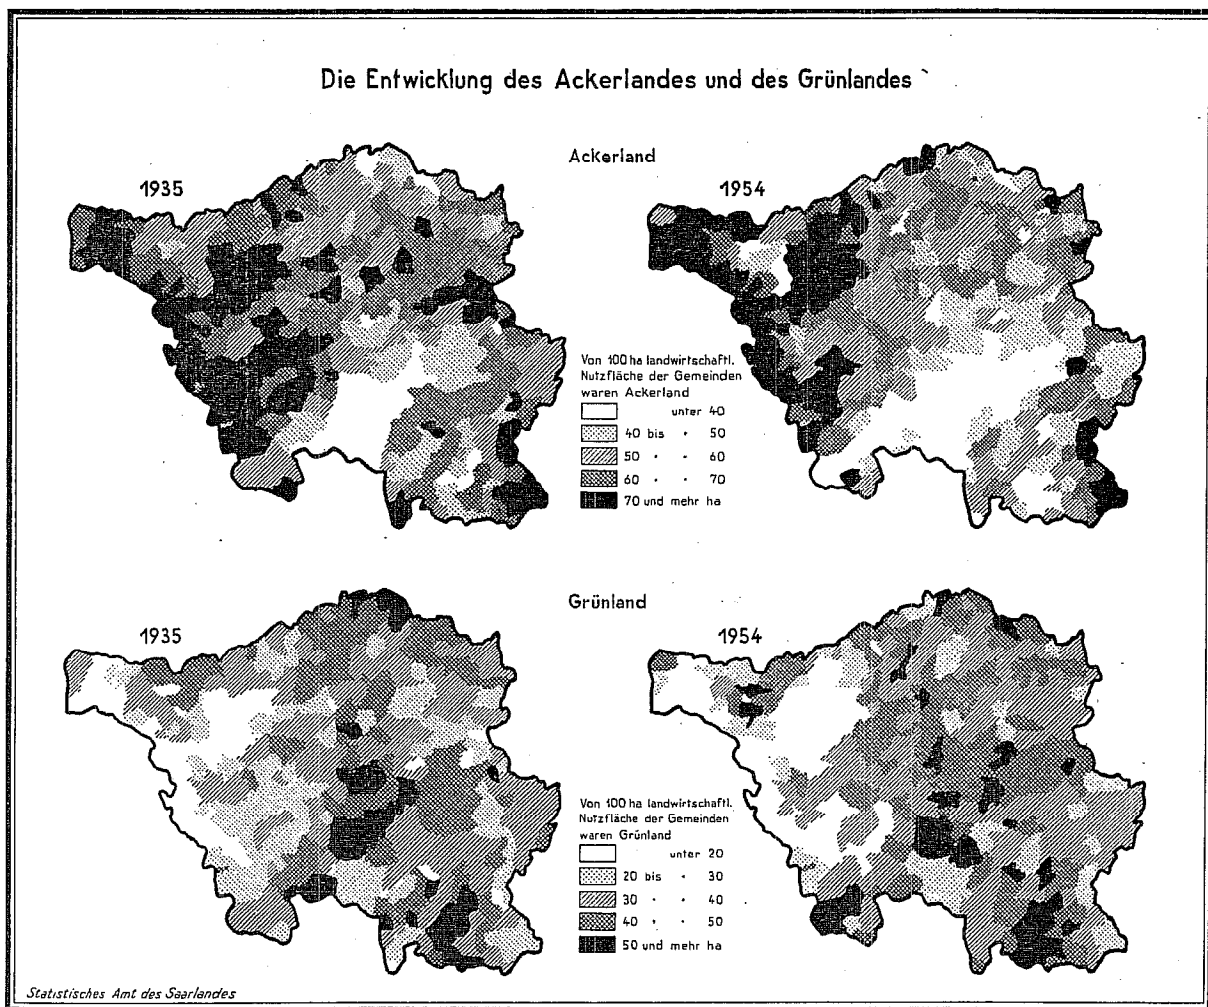 Die Entwicklung des Ackerlandes und des Grünlandes
Ackerland
1935
1954
Von 100 ha landwirtschaftl.
Nutzfläche der Gemeinden
waren Ackerland
unter 40
40 bis " 50
50 " " 60
60 " " 70
70 und mehr ha
Grünland
1935
1954
Von 100 ha landwirtschaftl.
Nutzfläche der Gemeinden
waren Grünland
unter 20
20 bis " 30
30 " " 40
40 " " 50
50 und mehr ha
Statistisches Amt des Saarlandes